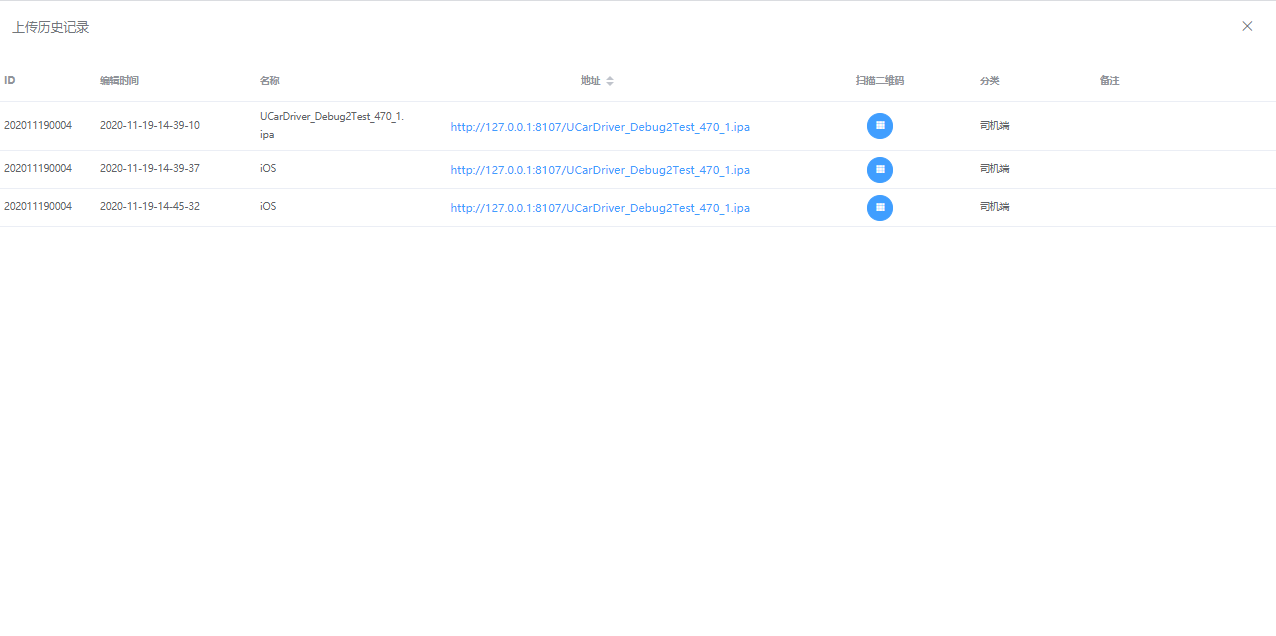 上传历史记录
ID 编辑时间 名称 地址 扫描二维码 分类 备注
202011190004 2020-11-19-14-39-10 UCarDriver_Debug2Test_470_1.
ipa http://127.0.0.1:8107/UCarDriver_Debug2Test_470_1.ipa 司机端
202011190004 2020-11-19-14-39-37 iOS http://127.0.0.1:8107/UCarDriver_Debug2Test_470_1.ipa 司机端
202011190004 2020-11-19-14-45-32 iOS http://127.0.0.1:8107/UCarDriver_Debug2Test_470_1.ipa 司机端